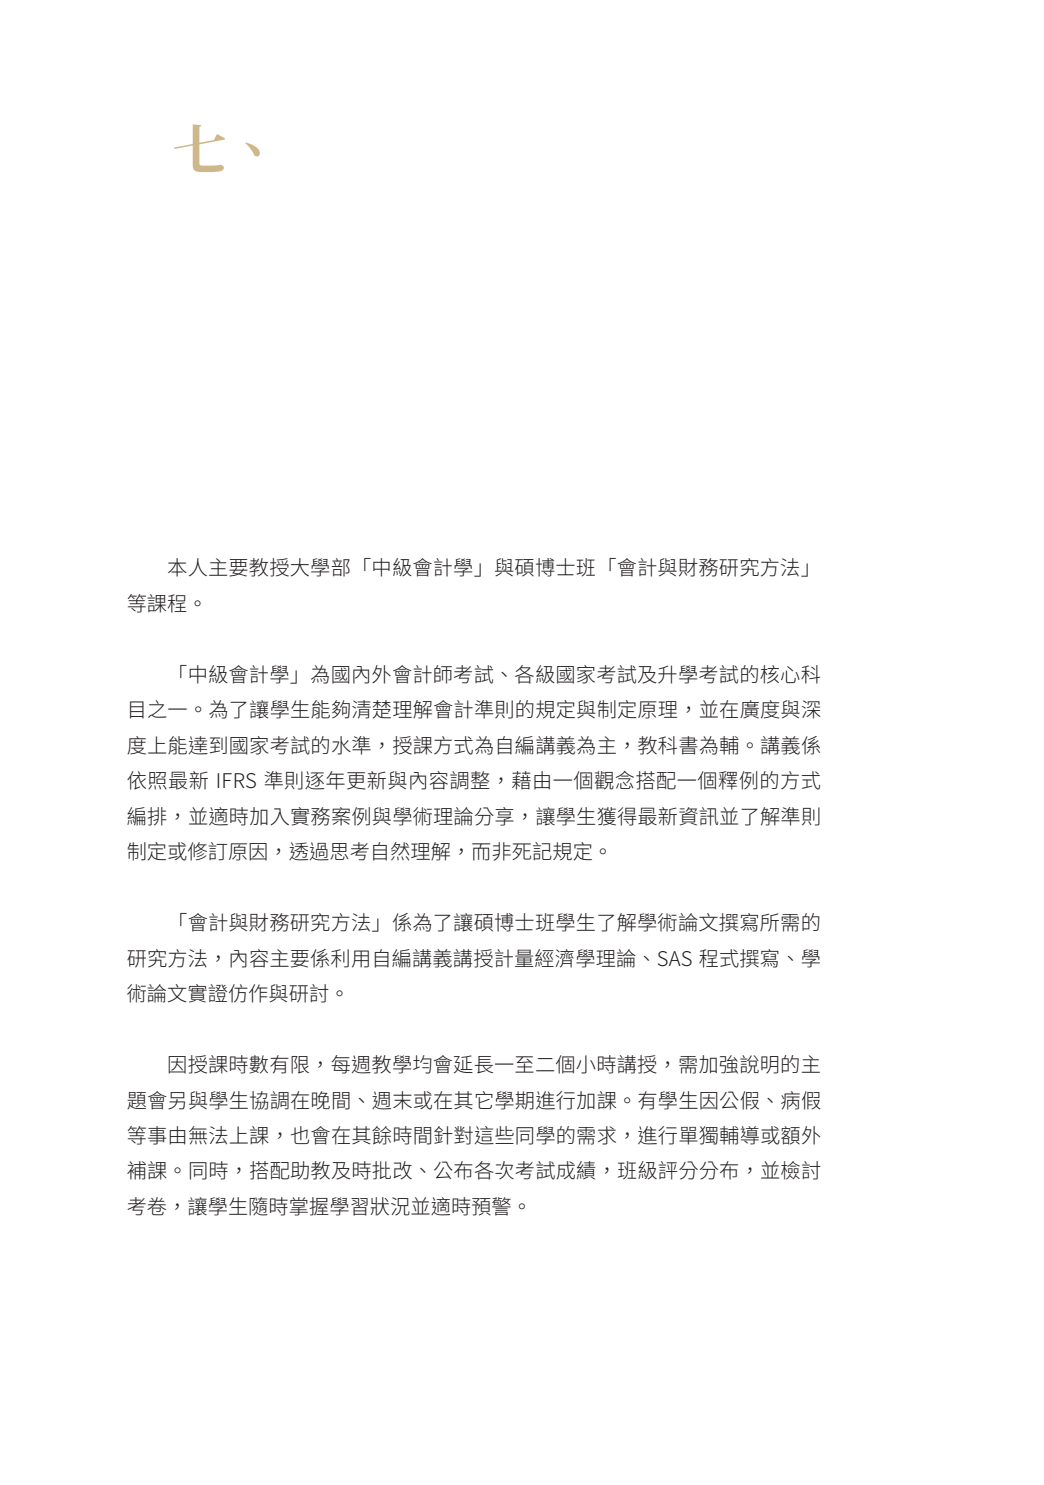 七、
本人主要教授大學部「中級會計學」與碩博士班「會計與財務研究方法」
等課程。
「中級會計學」為國內外會計師考試、各級國家考試及升學考試的核心科
目之一。為了讓學生能夠清楚理解會計準則的規定與制定原理，並在廣度與深
度上能達到國家考試的水準，授課方式為自編講義為主，教科書為輔。講義係
依照最新 IFRS 準則逐年更新與內容調整，藉由一個觀念搭配一個釋例的方式
編排，並適時加入實務案例與學術理論分享，讓學生獲得最新資訊並了解準則
制定或修訂原因，透過思考自然理解，而非死記規定。
「會計與財務研究方法」係為了讓碩博士班學生了解學術論文撰寫所需的
研究方法，內容主要係利用自編講義講授計量經濟學理論、SAS 程式撰寫、學
術論文實證仿作與研討。
因授課時數有限，每週教學均會延長一至二個小時講授，需加強說明的主
題會另與學生協調在晚間、週末或在其它學期進行加課。有學生因公假、病假
等事由無法上課，也會在其餘時間針對這些同學的需求，進行單獨輔導或額外
補課。同時，搭配助教及時批改、公布各次考試成績，班級評分分布，並檢討
考卷，讓學生隨時掌握學習狀況並適時預警。